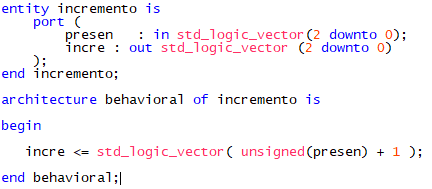 entity incremento is
port (
presen : in std_logic_vector(2 downto 0);
incre : out std_logic_vector (2 downto 0)
);
end incremento;
architecture behavioral of incremento is
begin
incre <= std_logic_vector( unsigned(presen) + 1 );
end behavioral;